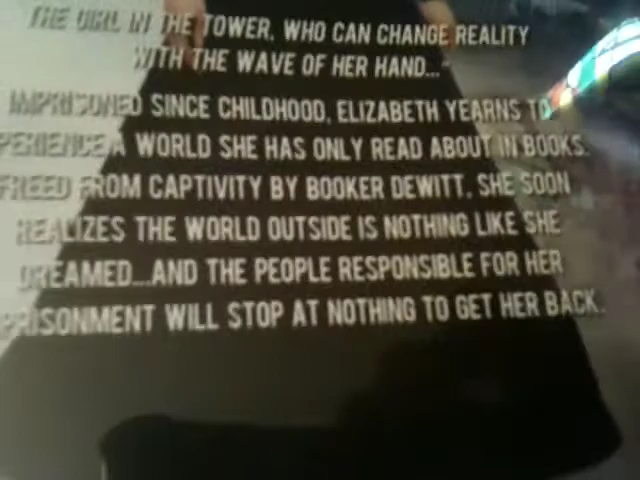 THE GIRL IN THE TOWER, WHO CAN CHANGE REALITY
WITH THE WAVE OF HER HAND...
IMPRISONED SINCE CHILDHOOD, ELIZABETH YEARNS TO
PERIENCE A WORLD SHE HAS ONLY READ ABOUT IN BOOKS.
FREED FROM CAPTIVITY BY BOOKER DEWITT, SHE SOON
REALIZES THE WORLD OUTSIDE IS NOTHING LIKE SHE
DREAMED...AND THE PEOPLE RESPONSIBLE FOR HER
PRISONMENT WILL STOP AT NOTHING TO GET HER BACK.